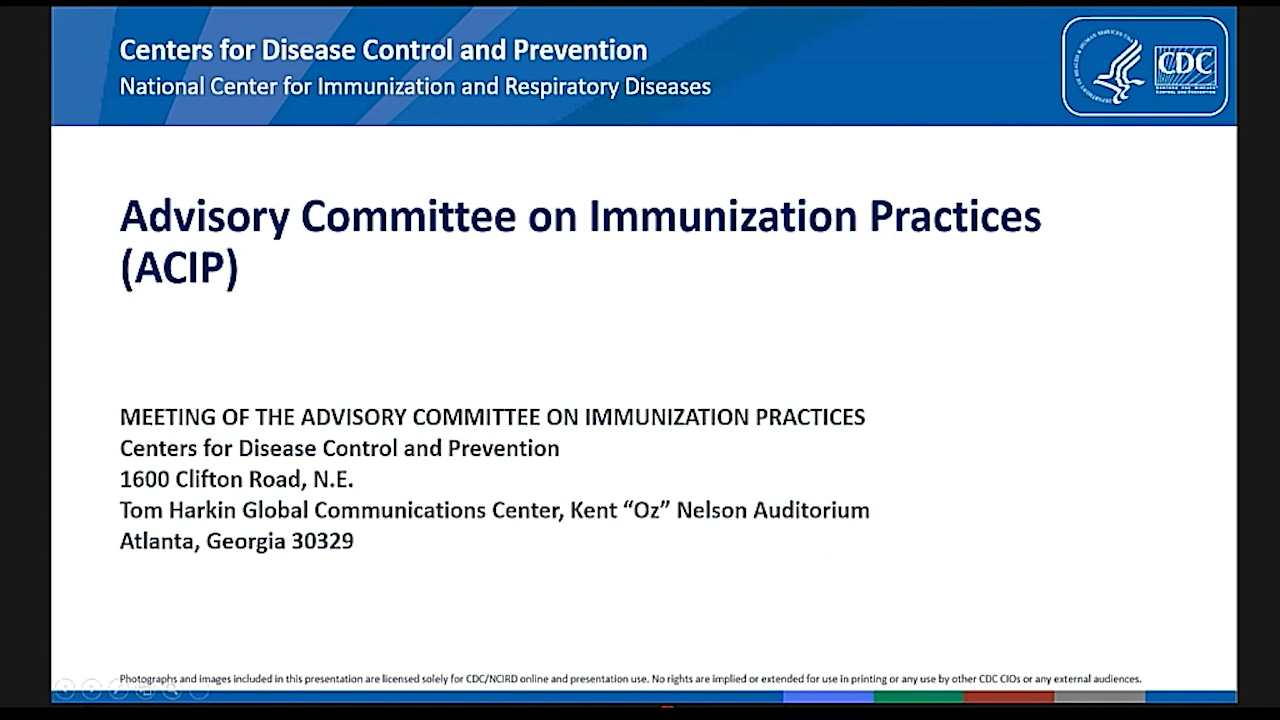 Centers for Disease Control and Prevention
National Center for Immunization and Respiratory Diseases
CDC
Advisory Committee on Immunization Practices
(ACIP)
MEETING OF THE ADVISORY COMMITTEE ON IMMUNIZATION PRACTICES
Centers for Disease Control and Prevention
1600 Clifton Road, N.E.
Tom Harkin Global Communications Center, Kent “Oz” Nelson Auditorium
Atlanta, Georgia 30329
Photographs and images included in this presentation are licensed solely for CDC/NCIRD online and presentation use. No rights are implied or extended for use in printing or any use by other CDC CIOs or any external audiences.